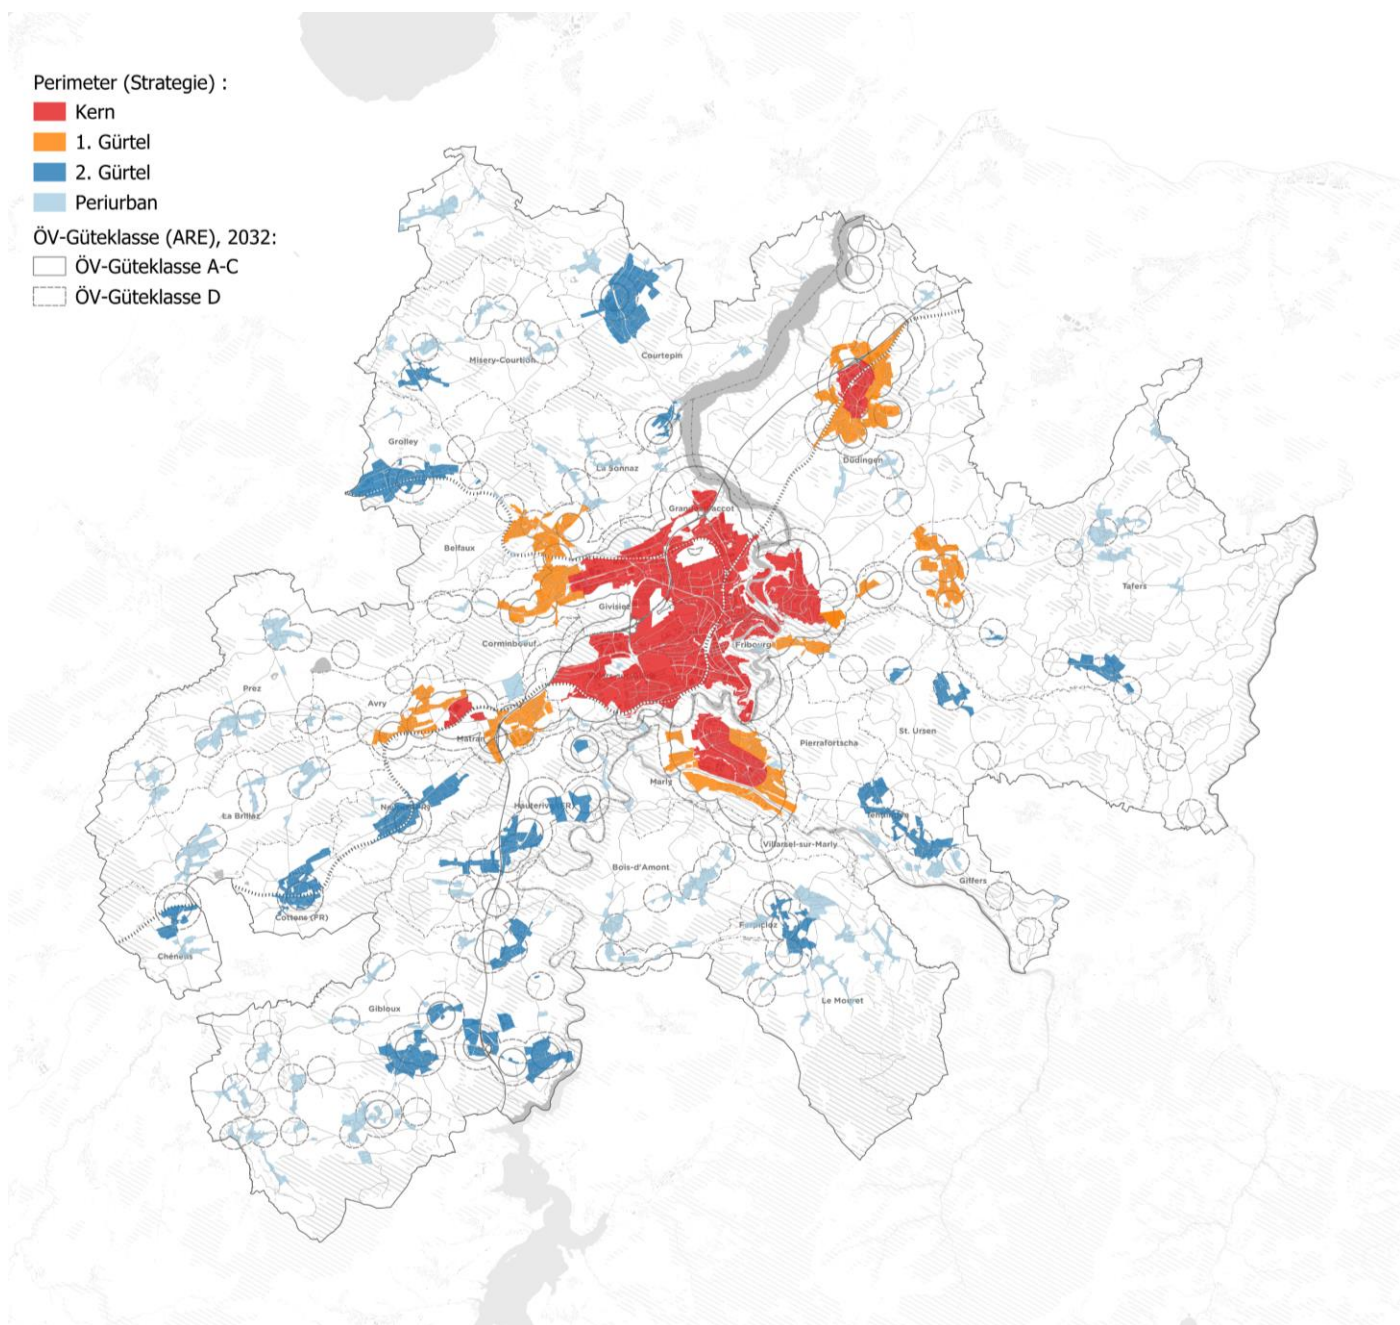 Perimeter (Strategie) :
Kern
1. Gürtel
2. Gürtel
Periurban
ÖV-Güteklasse (ARE), 2032:
ÖV-Güteklasse A-C
ÖV-Güteklasse D
Misery-Courtion
Courtepin
Grolley
La Sonnaz
Düdingen
Belfaux
Tafers
Givisiez
Corminboeuf
Fribourg
Prez
Avry
Matran
Pierrafortscha
St. Ursen
Marly
La Brillaz
Villarsel-sur-Marly
Bois-d'Amont
Giffers
Cottens (FR)
Chénens
Le Mouret
Gibloux